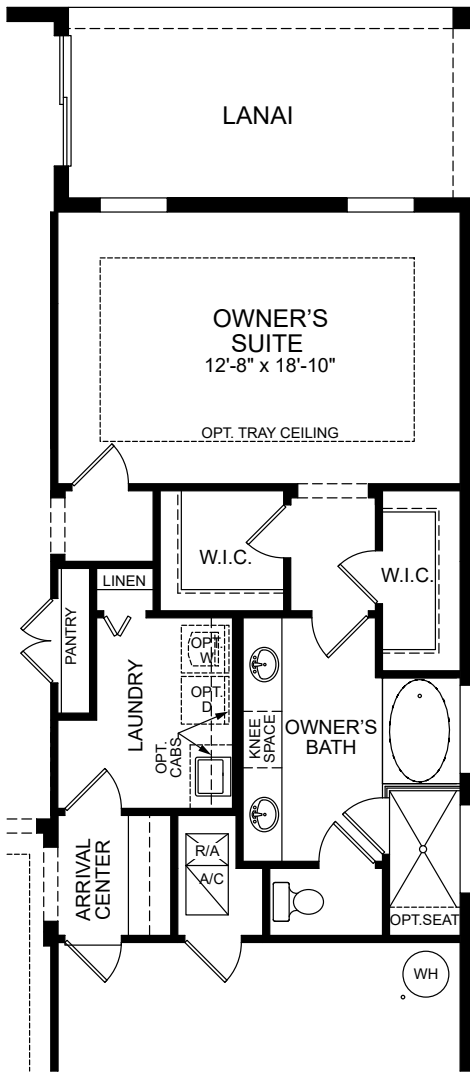 LANAI
OWNER'S
SUITE
12'-8" x 18'-10"
OPT. TRAY CEILING
W.I.C.
W.I.C.
LINEN
PANTRY
LAUNDRY
OPT.
W
OPT.
D
OPT.
CABS.
KNEE
SPACE
OWNER'S
BATH
ARRIVAL
CENTER
R/A
A/C
OPT.SEAT
WH